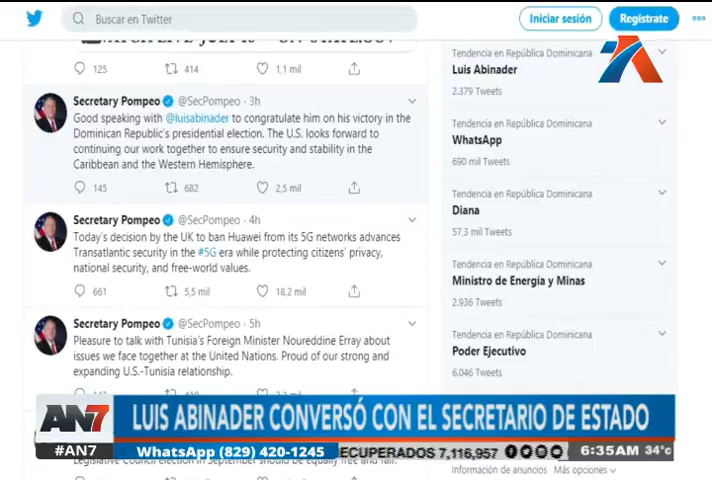 Buscar en Twitter
Iniciar sesión
Regístrate
125 414 1,1 mil
Secretary Pompeo @SecPompeo · 3h
Good speaking with @luisabinader to congratulate him on his victory in the
Dominican Republic's presidential election. The U.S. looks forward to
continuing our work together to ensure security and stability in the
Caribbean and the Western Hemisphere.
145 682 2,5 mil
Secretary Pompeo @SecPompeo · 4h
Today's decision by the UK to ban Huawei from its 5G networks advances
Transatlantic security in the #5G era while protecting citizens' privacy,
national security, and free-world values.
661 5,5 mil 18,2 mil
Secretary Pompeo @SecPompeo · 5h
Pleasure to talk with Tunisia's Foreign Minister Noureddine Erray about
issues we face together at the United Nations. Proud of our strong and
expanding U.S.-Tunisia relationship.
Tendencia en República Dominicana
Luis Abinader
2.379 Tweets
Tendencia en República Dominicana
WhatsApp
690 mil Tweets
Tendencia en República Dominicana
Diana
57,3 mil Tweets
Tendencia en República Dominicana
Ministro de Energía y Minas
2.936 Tweets
Tendencia en República Dominicana
Poder Ejecutivo
6.046 Tweets
AN7
LUIS ABINADER CONVERSÓ CON EL SECRETARIO DE ESTADO
#AN7
WhatsApp (829) 420-1245
ECUPERADOS 7,116,957
6:35AM 34°c
Legislative Council election in September should be equally free and fair.
Información de anuncios Más opciones